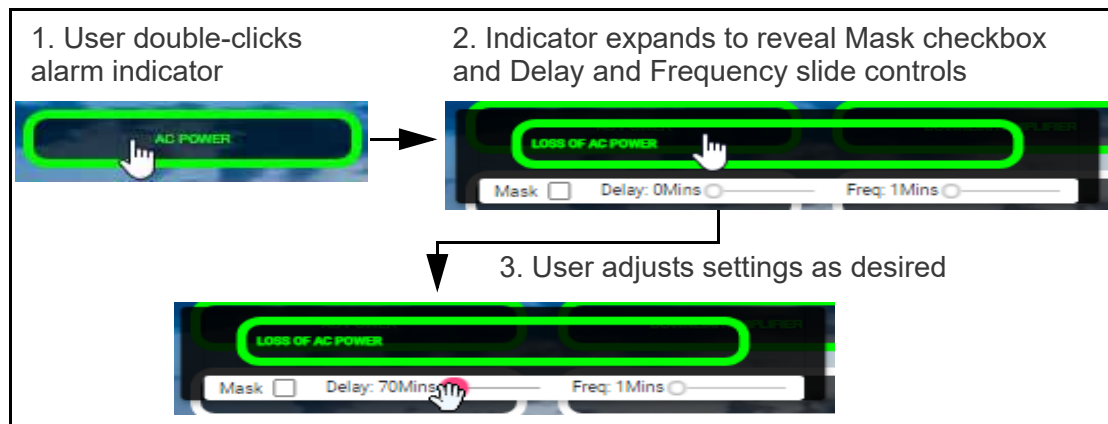 1. User double-clicks
alarm indicator
2. Indicator expands to reveal Mask checkbox
and Delay and Frequency slide controls
AC POWER
LOSS OF AC POWER
Mask Delay: 0Mins Freq: 1Mins
3. User adjusts settings as desired
LOSS OF AC POWER
Mask Delay: 70Mins Freq: 1Mins